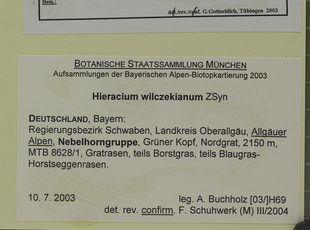 Bem.:
det./rev./conf. G.Gottschlich, Tübingen 2003
BOTANISCHE STAATSSAMMLUNG MÜNCHEN
Aufsammlungen der Bayerischen Alpen-Biotopkartierung 2003
Hieracium wilczekianum ZSyn
DEUTSCHLAND, Bayern:
Regierungsbezirk Schwaben, Landkreis Oberallgäu, Allgäuer
Alpen, Nebelhorngruppe, Grüner Kopf, Nordgrat, 2150 m,
MTB 8628/1, Gratrasen, teils Borstgras, teils Blaugras-
Horstseggenrasen.
10. 7. 2003
leg. A. Buchholz [03/]H69
det. rev. confirm. F. Schuhwerk (M) III/2004